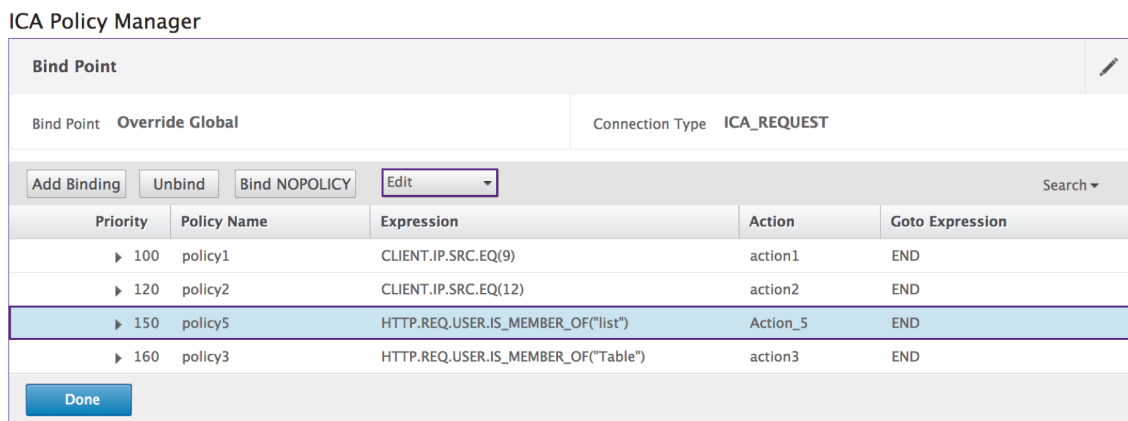 ICA Policy Manager
Bind Point
Bind Point Override Global Connection Type ICA_REQUEST
Add Binding Unbind Bind NOPOLICY Edit Search
Priority Policy Name Expression Action Goto Expression
100 policy1 CLIENT.IP.SRC.EQ(9) action1 END
120 policy2 CLIENT.IP.SRC.EQ(12) action2 END
150 policy5 HTTP.REQ.USER.IS_MEMBER_OF("list") Action_5 END
160 policy3 HTTP.REQ.USER.IS_MEMBER_OF("Table") action3 END
Done